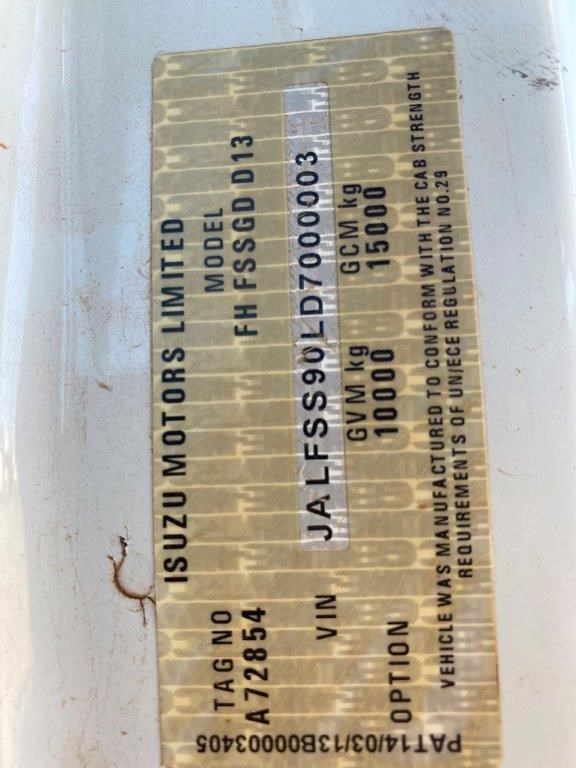 ISUZU MOTORS LIMITED
TAG NO
A72854
MODEL
FH FSSGD D13
VIN
JALFSS90LD7000003
GVM kg
10000
GCM kg
15000
OPTION
VEHICLE WAS MANUFACTURED TO CONFORM WITH THE CAB STRENGTH
REQUIREMENTS OF UN/ECE REGULATION NO.29
PAT14/03/13B00003405